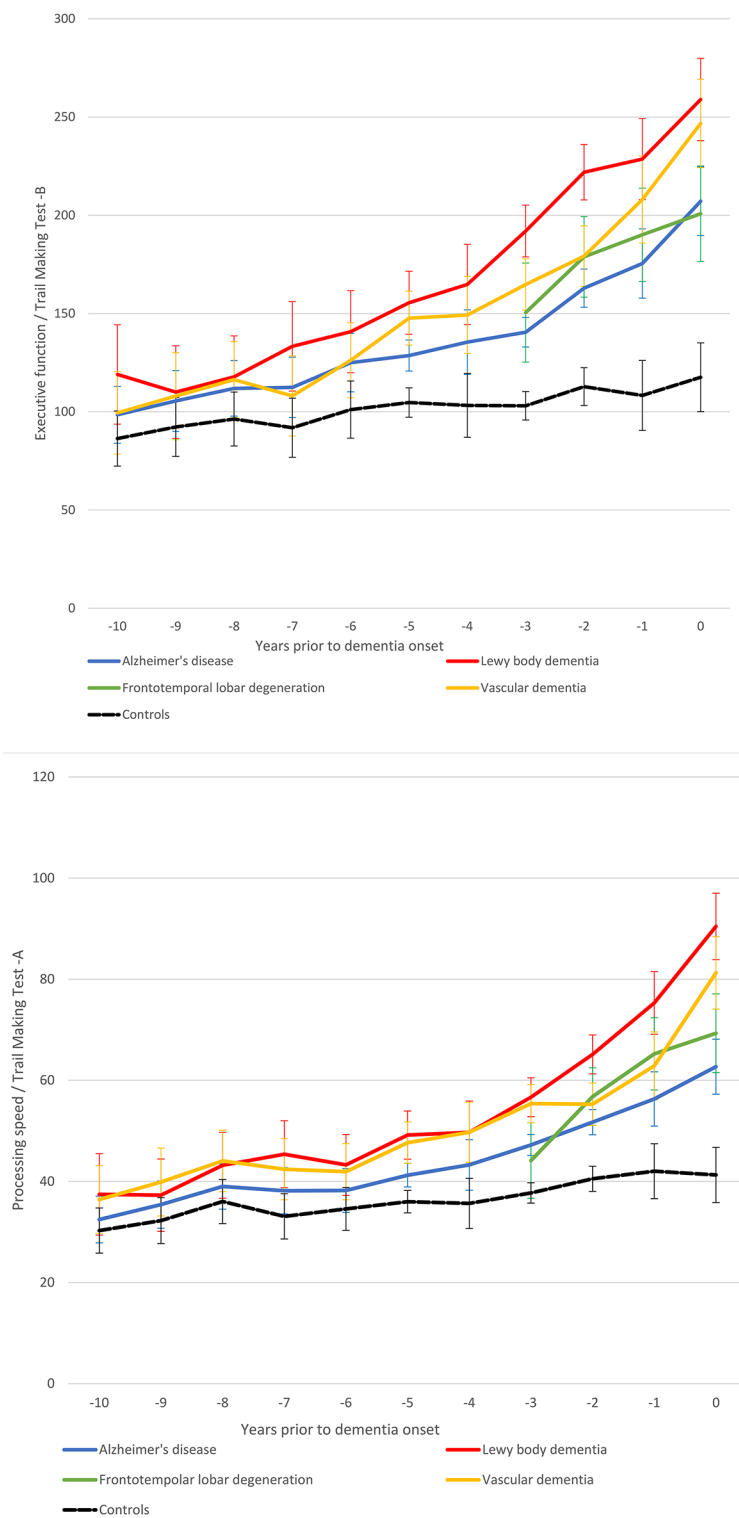 300
250
200
150
100
50
0
Executive function / Trail Making Test -B
-10 -9 -8 -7 -6 -5 -4 -3 -2 -1 0
Years prior to dementia onset
Alzheimer's disease Lewy body dementia
Frontotemporal lobar degeneration Vascular dementia
Controls
120
100
80
60
40
20
0
Processing speed / Trail Making Test -A
-10 -9 -8 -7 -6 -5 -4 -3 -2 -1 0
Years prior to dementia onset
Alzheimer's disease Lewy body dementia
Frontotempolar lobar degeneration Vascular dementia
Controls